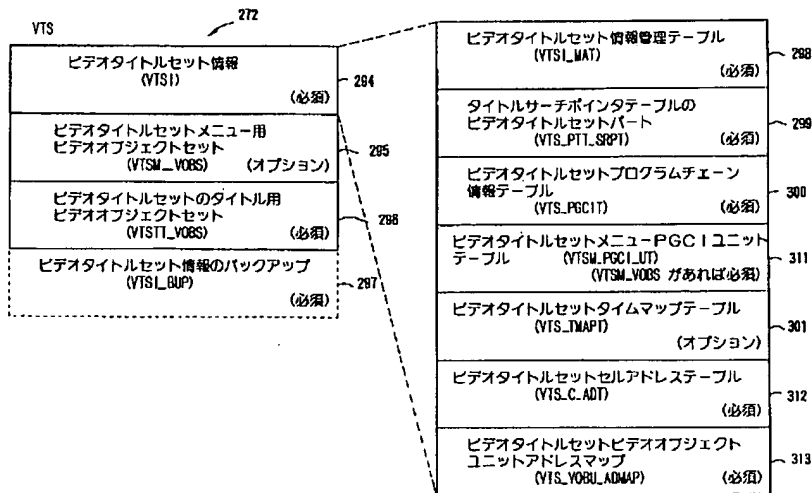 VTS
272
ビデオタイトルセット情報
(VTSI)
(必須)
294
ビデオタイトルセットメニュー用
ビデオオブジェクトセット
(VTSM_VOBS) (オプション)
295
ビデオタイトルセットのタイトル用
ビデオオブジェクトセット
(VTSTT_VOBS) (必須)
296
ビデオタイトルセット情報のバックアップ
(VTSI_BUP)
(必須)
297
ビデオタイトルセット情報管理テーブル
(VTSI_MAT)
(必須)
298
タイトルサーチポインタテーブルの
ビデオタイトルセットパート
(VTS_PTT_SRPT) (必須)
299
ビデオタイトルセットプログラムチェーン
情報テーブル
(VTS_PGCIT) (必須)
300
ビデオタイトルセットメニューPGCIユニット
テーブル (VTSM_PGCI_UT)
(VTSM_VOBS があれば必須)
311
ビデオタイトルセットタイムマップテーブル
(VTS_TMAPT)
(オプション)
301
ビデオタイトルセットセルアドレステーブル
(VTS_C_ADT)
(必須)
312
ビデオタイトルセットビデオオブジェクト
ユニットアドレスマップ
(VTS_VOBU_ADMAP) (必須)
313